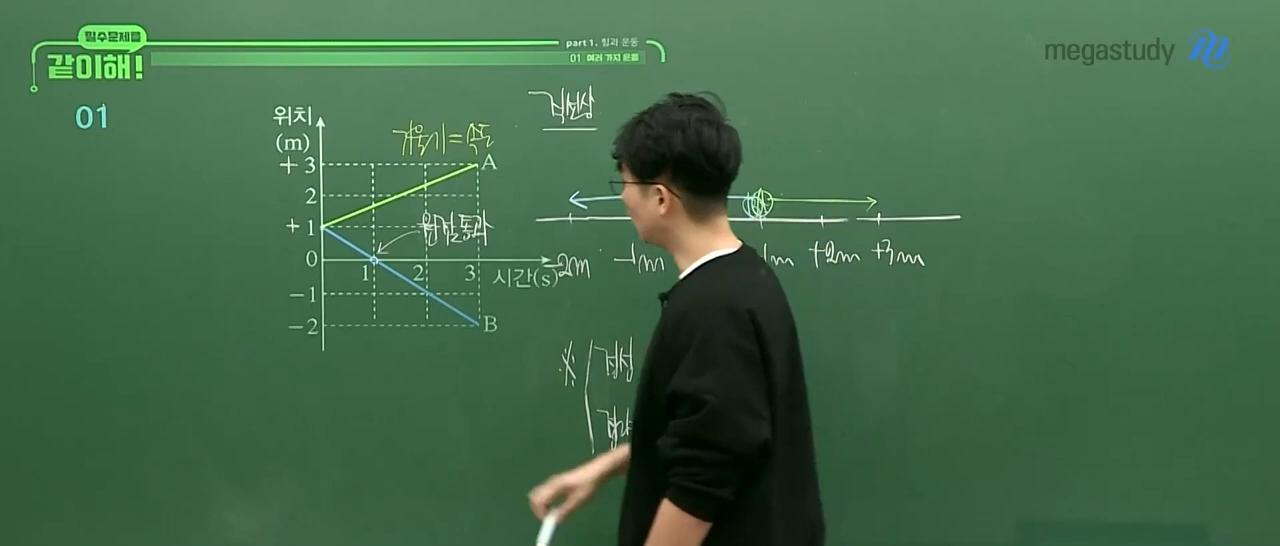 필수문제를
같이해!
part 1. 힘과 운동
01 여러 가지 운동
megastudy
01
위치
(m)
+3
2
+1
0
-1
-2
1
2
3
시간(s)
A
B
기울기=속도
원점통과
직선상
-2m
-1m
1m
+2m
+3m
※